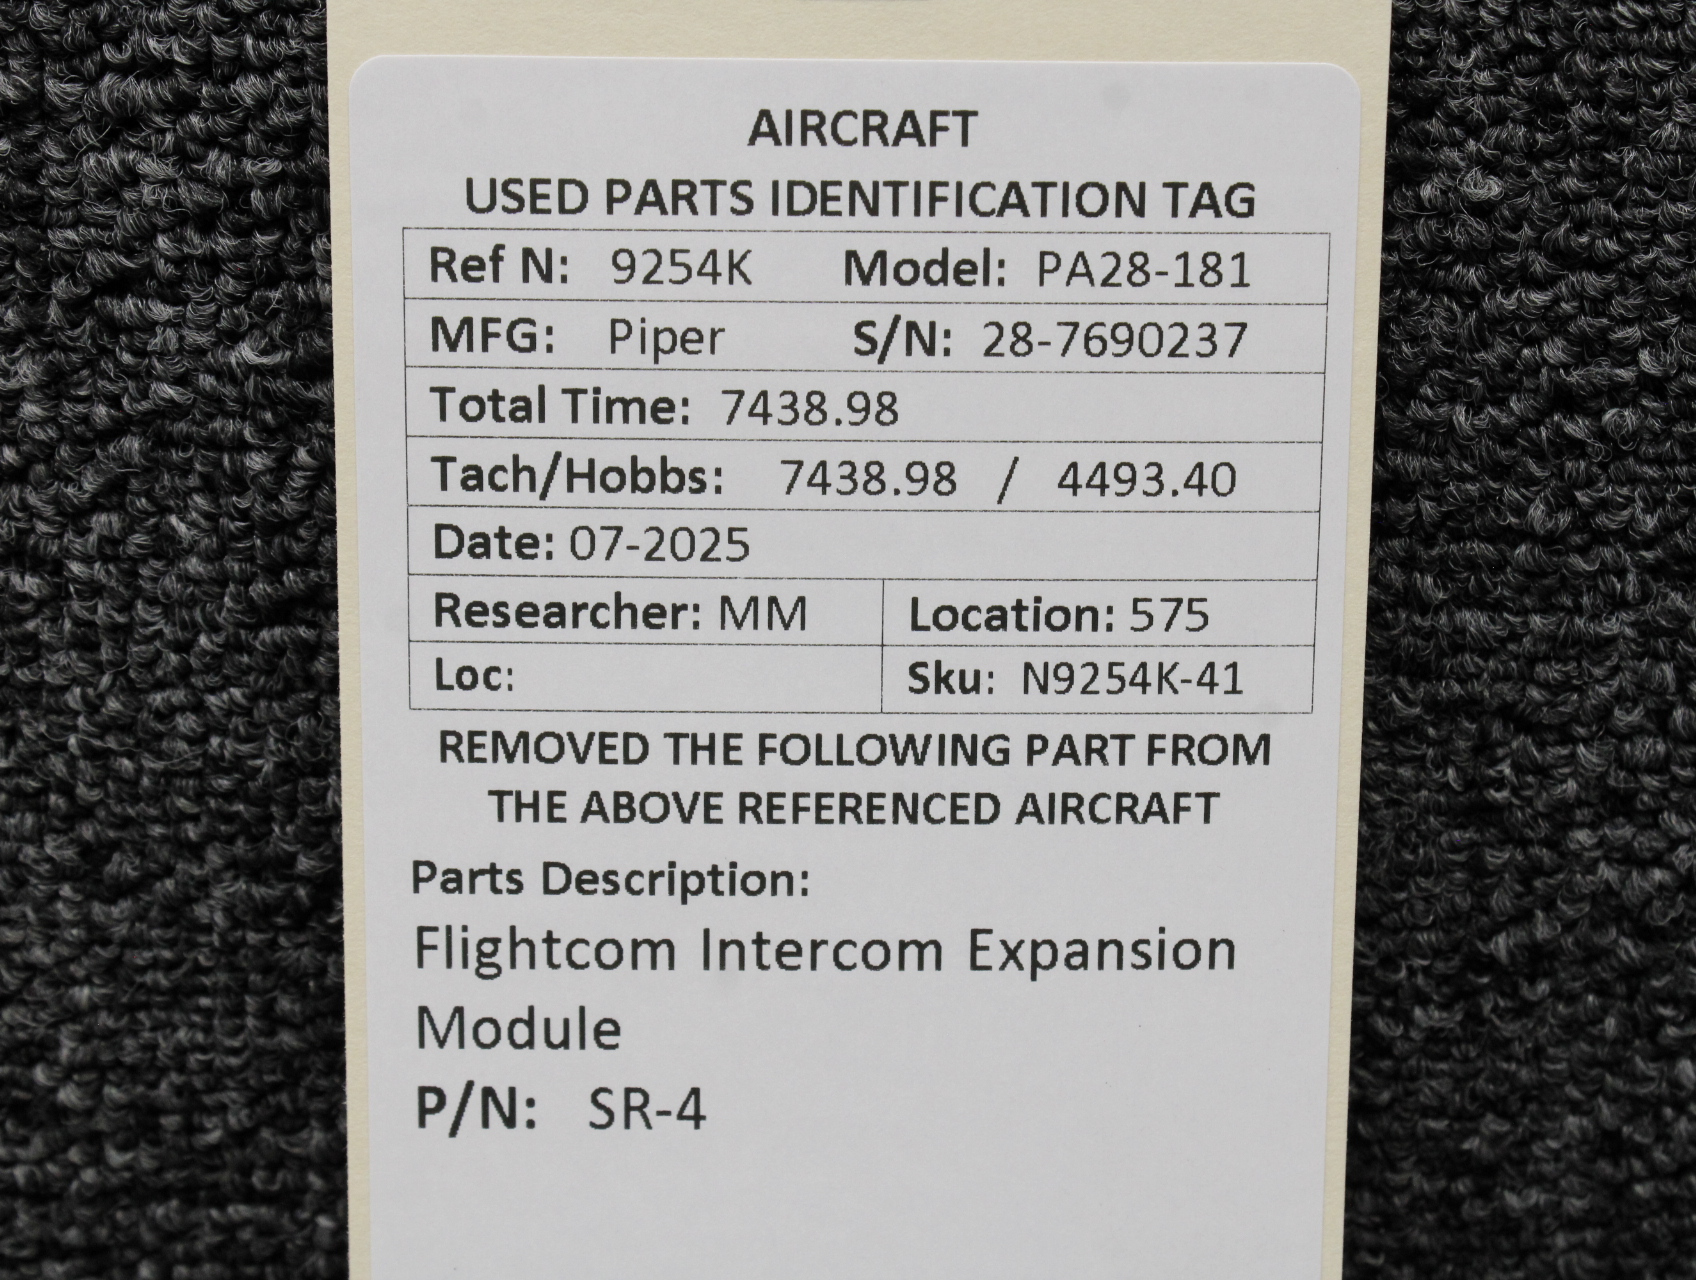 AIRCRAFT
USED PARTS IDENTIFICATION TAG
Ref N: 9254K Model: PA28-181
MFG: Piper S/N: 28-7690237
Total Time: 7438.98
Tach/Hobbs: 7438.98 / 4493.40
Date: 07-2025
Researcher: MM Location: 575
Loc: Sku: N9254K-41
REMOVED THE FOLLOWING PART FROM
THE ABOVE REFERENCED AIRCRAFT
Parts Description:
Flightcom Intercom Expansion
Module
P/N: SR-4